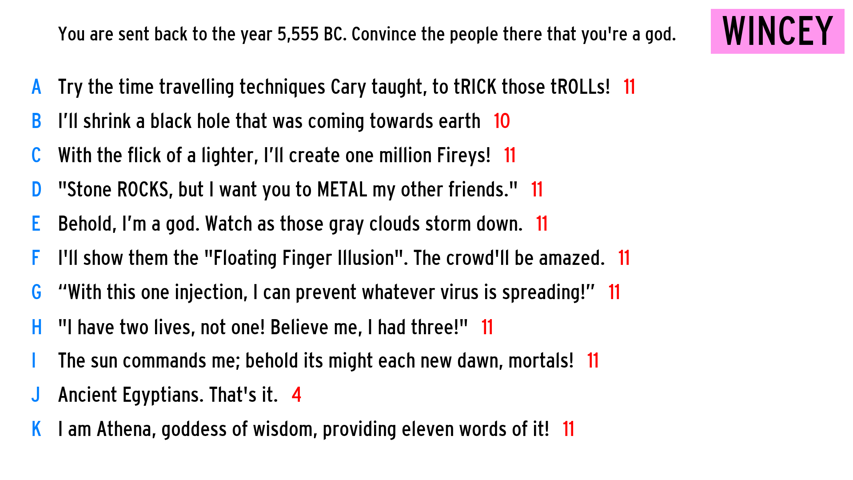 You are sent back to the year 5,555 BC. Convince the people there that you're a god.
WINCEY
A Try the time travelling techniques Cary taught, to tRICK those tROLLs! 11
B I’ll shrink a black hole that was coming towards earth 10
C With the flick of a lighter, I’ll create one million Fireys! 11
D "Stone ROCKS, but I want you to METAL my other friends." 11
E Behold, I’m a god. Watch as those gray clouds storm down. 11
F I'll show them the "Floating Finger Illusion". The crowd'll be amazed. 11
G “With this one injection, I can prevent whatever virus is spreading!” 11
H "I have two lives, not one! Believe me, I had three!" 11
I The sun commands me; behold its might each new dawn, mortals! 11
J Ancient Egyptians. That's it. 4
K I am Athena, goddess of wisdom, providing eleven words of it! 11